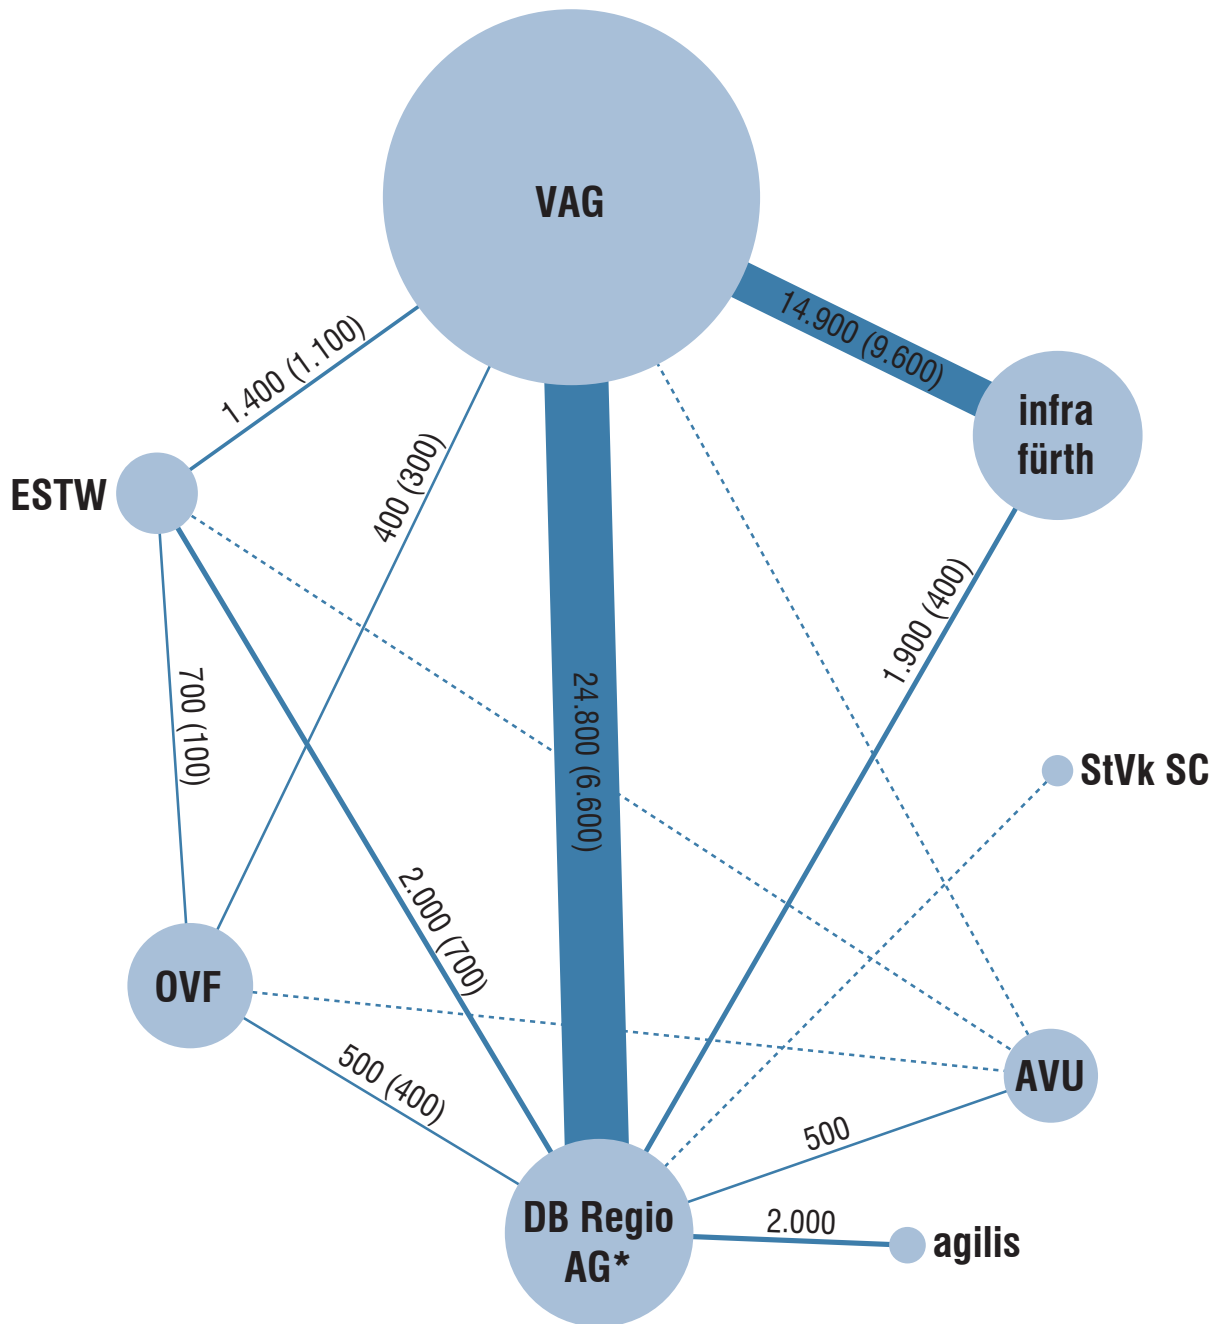 VAG
14.900 (9.600)
1.400 (1.100)
infra
fürth
400 (300)
ESTW
1.900 (400)
700 (100)
24.800 (6.600)
StVk SC
2.000 (700)
OVF
500 (400)
AVU
500
DB Regio
AG*
2.000
agilis